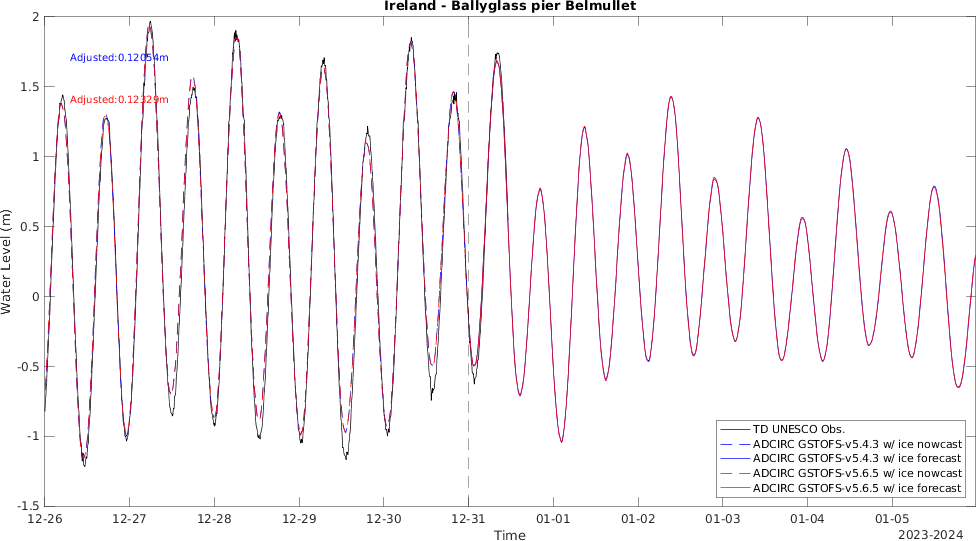 Ireland - Ballyglass pier Belmullet
Adjusted:0.12054m
Adjusted:0.12329m
Water Level (m)
2
1.5
1
0.5
0
-0.5
-1
-1.5
12-26 12-27 12-28 12-29 12-30 12-31 01-01 01-02 01-03 01-04 01-05
Time
2023-2024
TD UNESCO Obs.
ADCIRC GSTOFS-v5.4.3 w/ ice nowcast
ADCIRC GSTOFS-v5.4.3 w/ ice forecast
ADCIRC GSTOFS-v5.6.5 w/ ice nowcast
ADCIRC GSTOFS-v5.6.5 w/ ice forecast